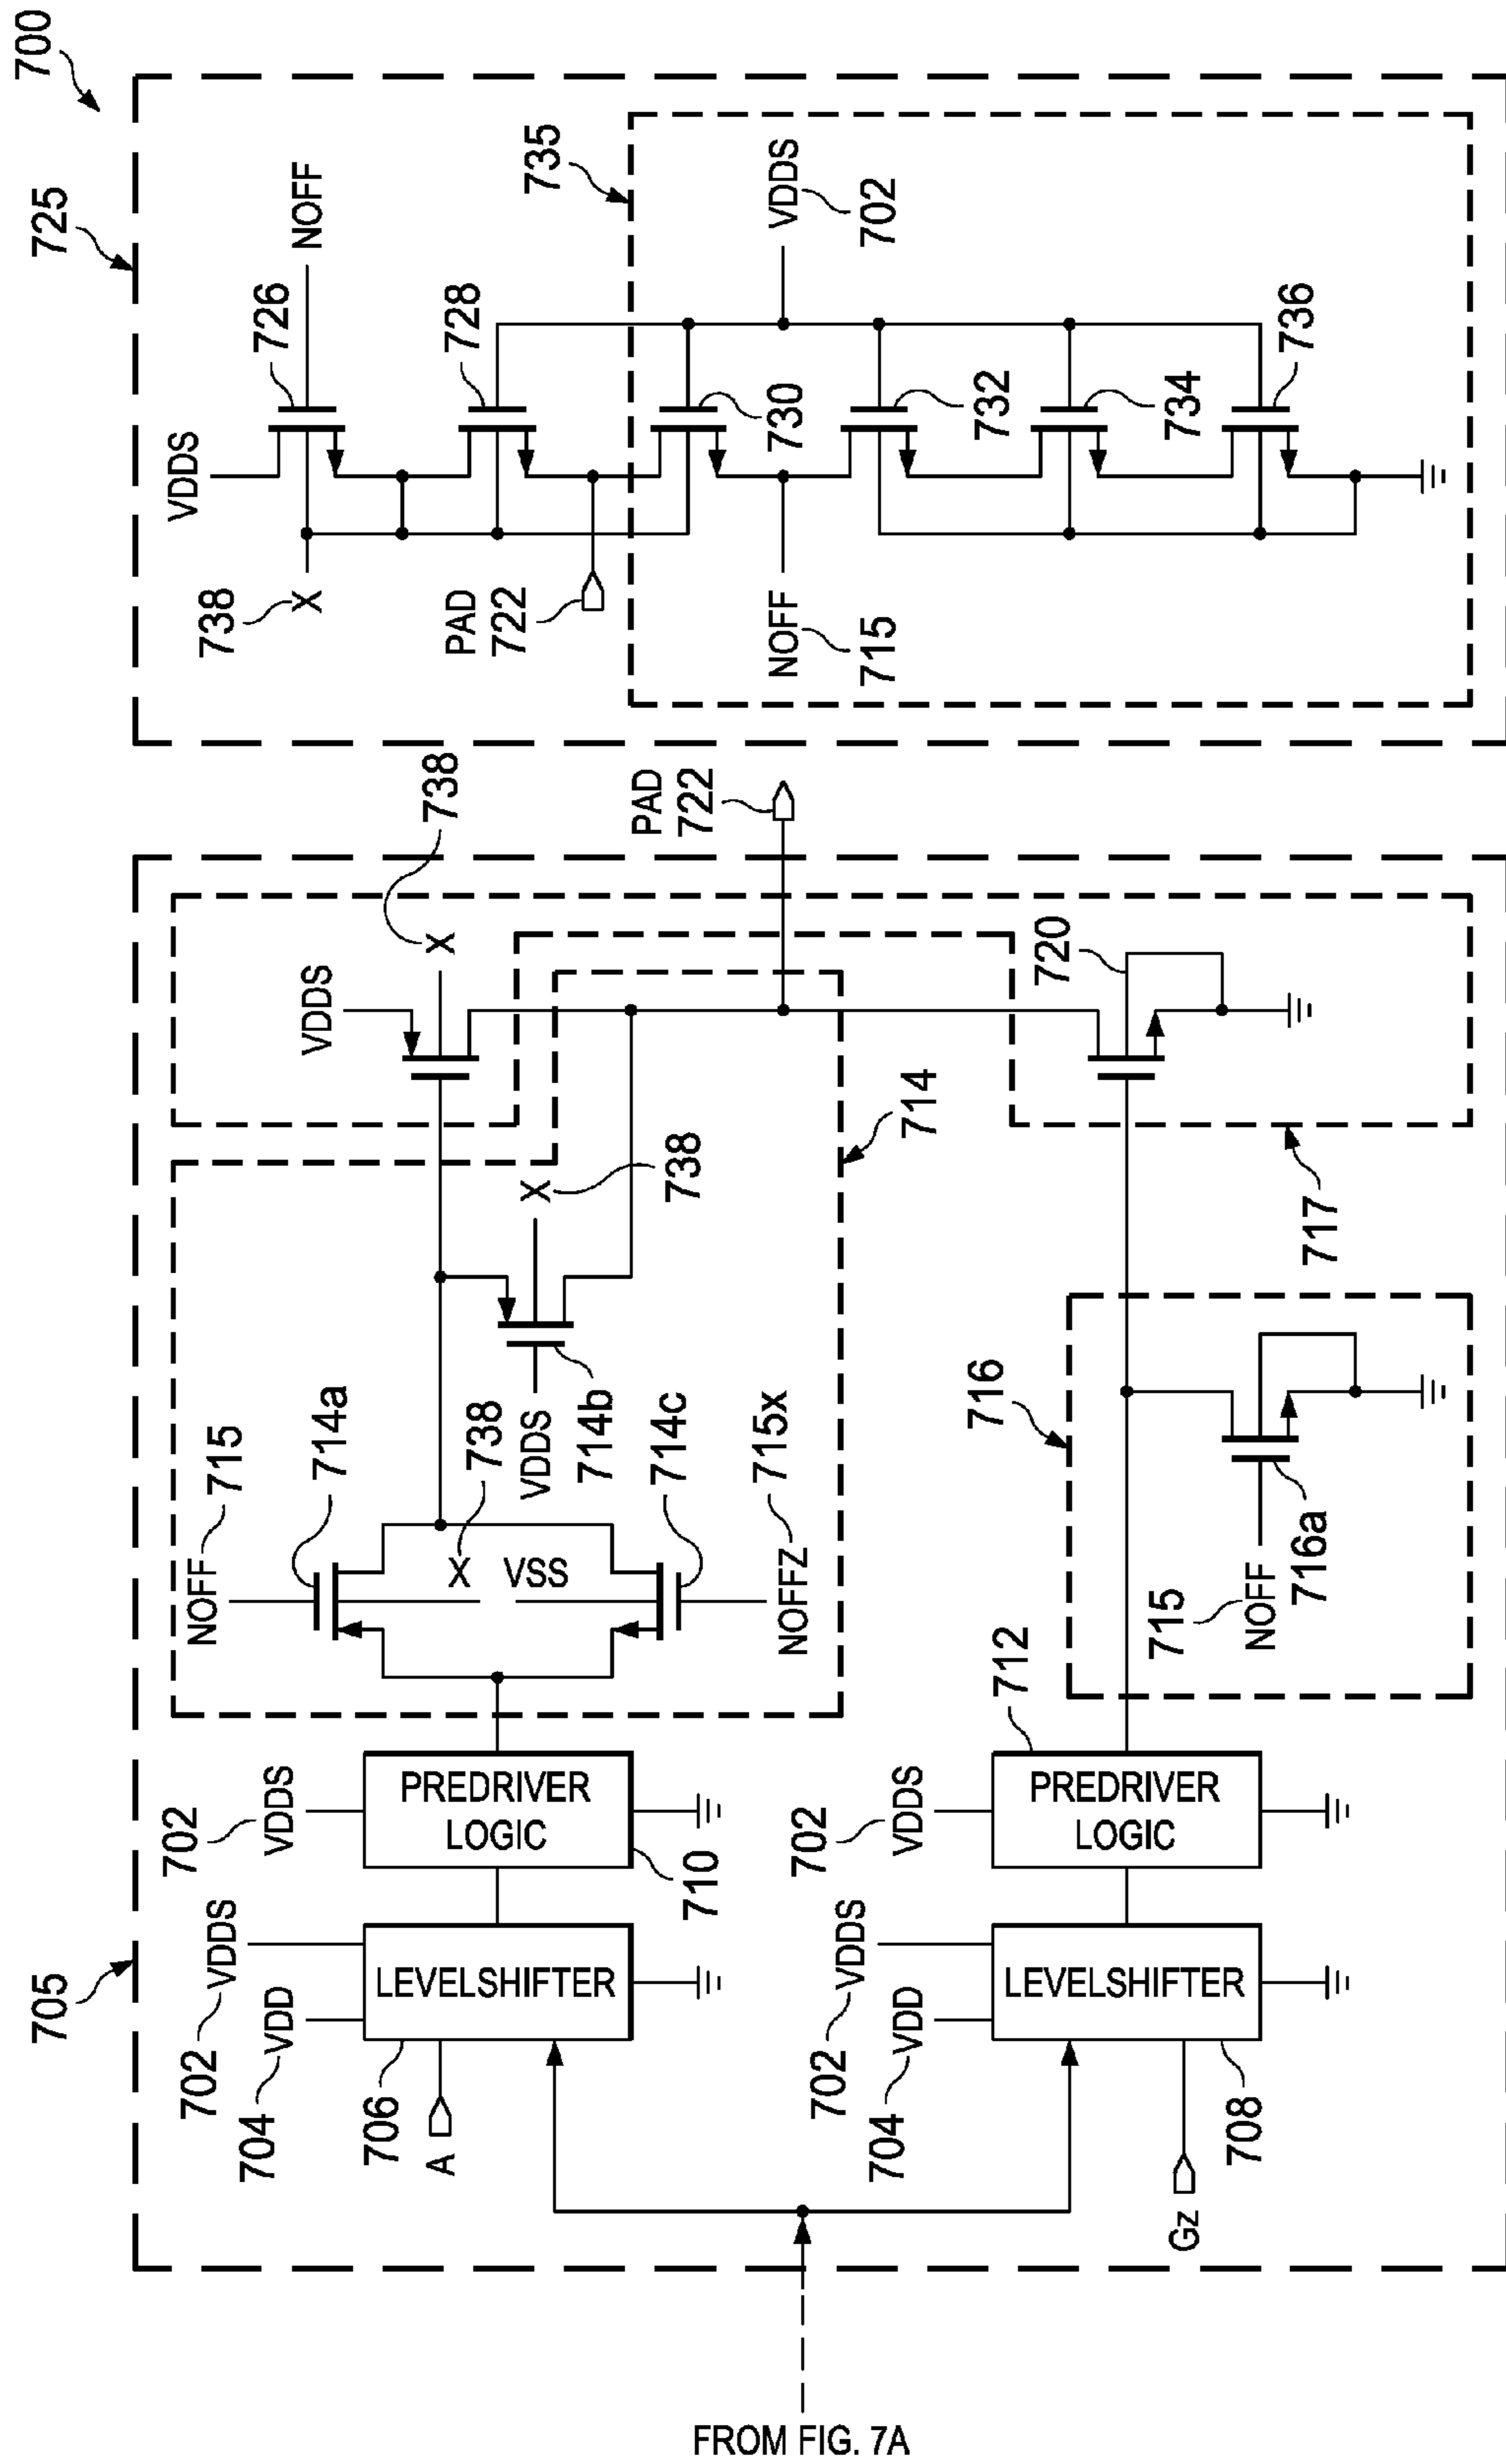 700
725
NOFF
735
VDDS
702
726
728
730
732
734
736
VDDS
738
X
PAD
722
NOFF
715
738
X
PAD
722
VDDS
720
714
X
738
717
716
714a
715
NOFF
738
X
VDDS
714b
714c
VSS
715x
NOFFZ
715
NOFF
716a
712
702
VDDS
PREDRIVER
LOGIC
710
702
VDDS
PREDRIVER
LOGIC
705
702
VDDS
704
VDD
LEVELSHIFTER
706
A
702
VDDS
704
VDD
LEVELSHIFTER
708
Gz
FROM FIG. 7A